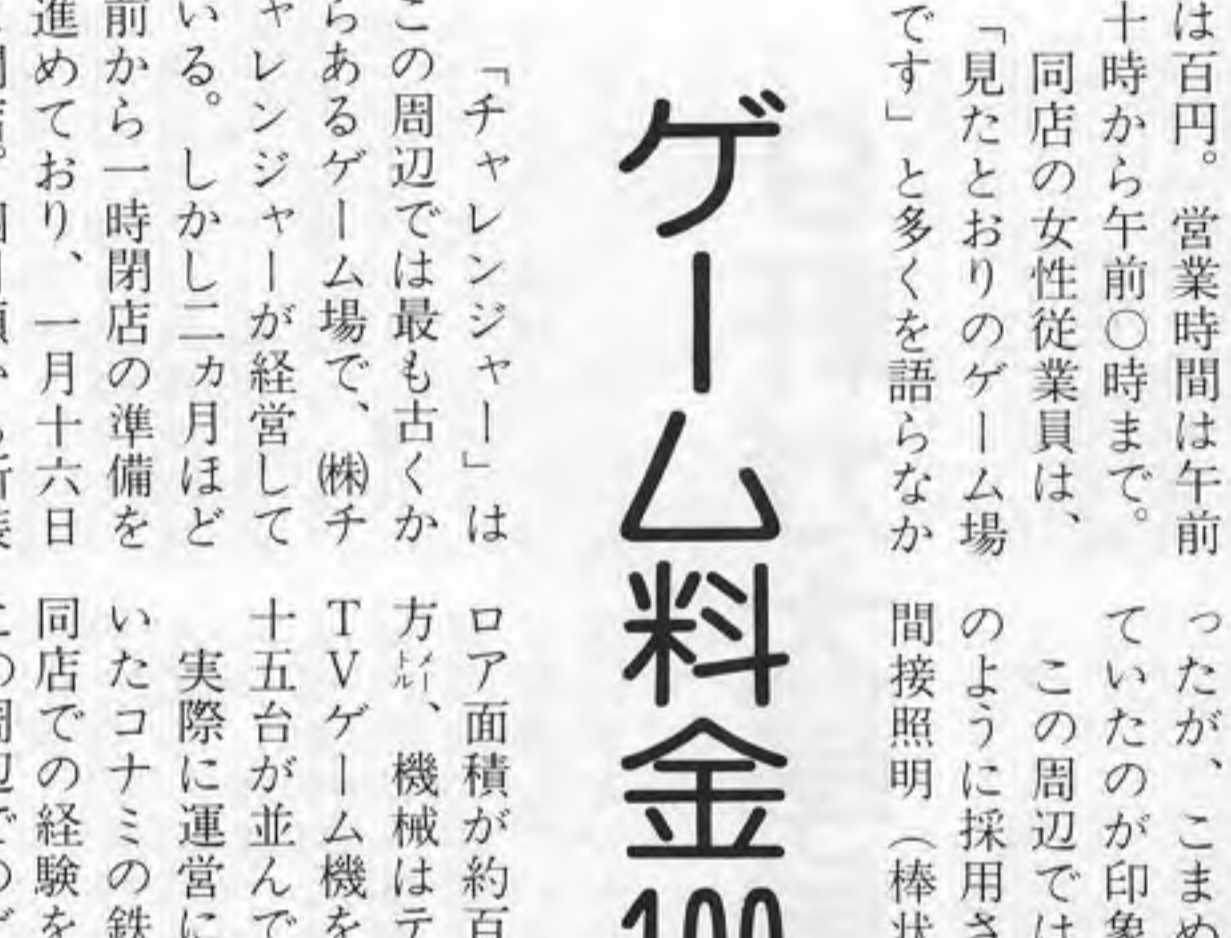 は百円。営業時間は午前
十時から午前〇時まで。
同店の女性従業員は、
「見たとおりのゲーム場
です」と多くを語らなか
ったが、こまめ
ていたのが印象
この周辺では
のように採用さ
間接照明（棒状
ゲーム料金100
「チャレンジャー」は
この周辺では最も古くか
らあるゲーム場で、㈱チ
ャレンジャーが経営して
いる。しかし二ヵ月ほど
前から一時閉店の準備を
進めており、一月十六日
ロア面積が約百
方メートル、機械はテ
TVゲーム機を
十五台が並んで
実際に運営に
いたコナミの鉄
同店での経験を